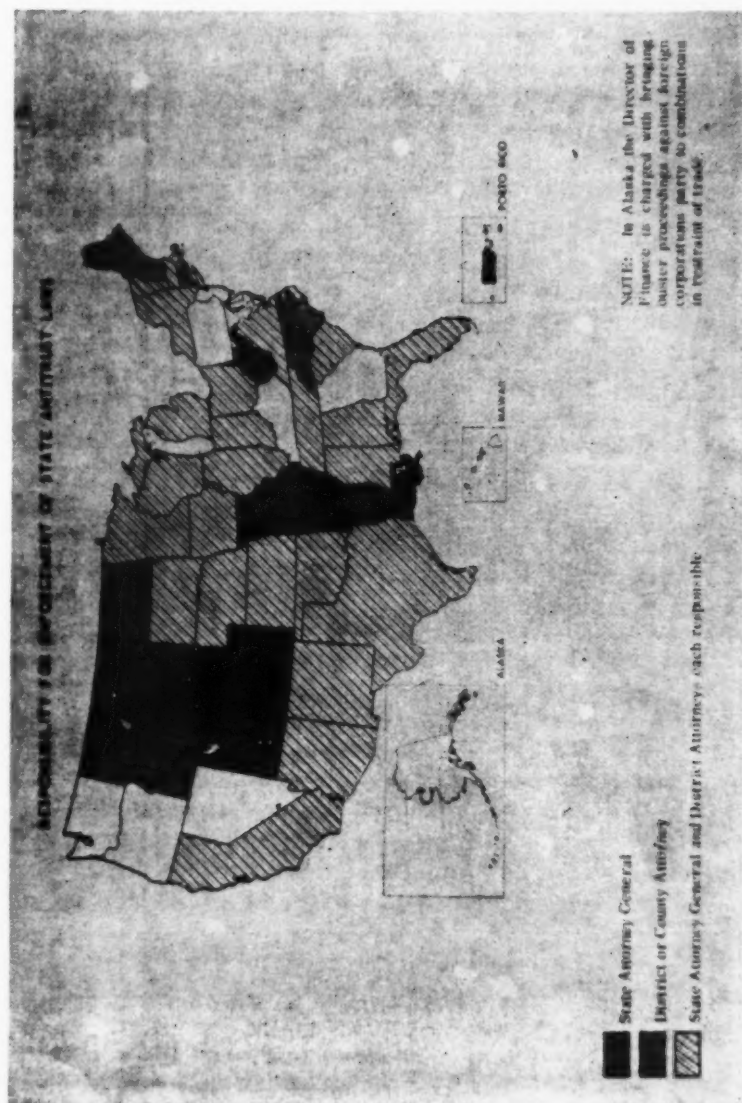 RESPONSIBILITY FOR ENFORCEMENT OF STATE ANTITRUST LAWS
ALASKA
HAWAII
PORTO RICO
State Attorney General
District or County Attorney
State Attorney General and District Attorney, each responsible
NOTE: In Alaska the Director of
Finance is charged with bringing
ouster proceedings against foreign
corporations party to combinations
in restraint of trade.